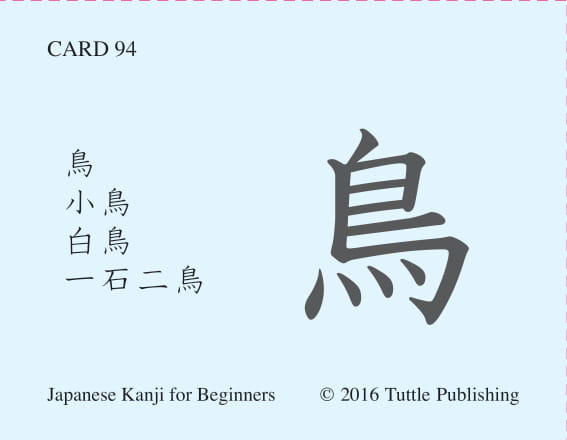 CARD 94
鳥
小鳥
白鳥
一石二鳥
鳥
Japanese Kanji for Beginners
© 2016 Tuttle Publishing